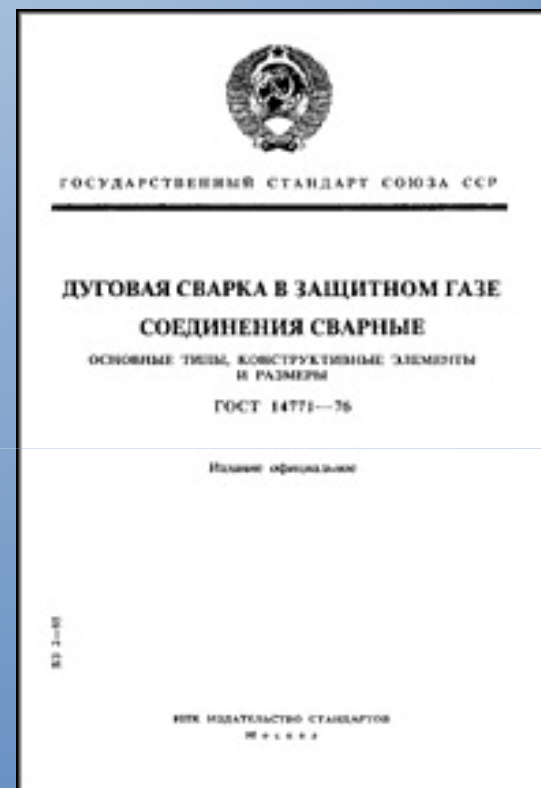 ГОСУДАРСТВЕННЫЙ СТАНДАРТ СОЮЗА ССР
ДУГОВАЯ СВАРКА В ЗАЩИТНОМ ГАЗЕ
СОЕДИНЕНИЯ СВАРНЫЕ
ОСНОВНЫЕ ТИПЫ, КОНСТРУКТИВНЫЕ ЭЛЕМЕНТЫ
И РАЗМЕРЫ
ГОСТ 14771—76
Издание официальное
ИПК ИЗДАТЕЛЬСТВО СТАНДАРТОВ
Москва